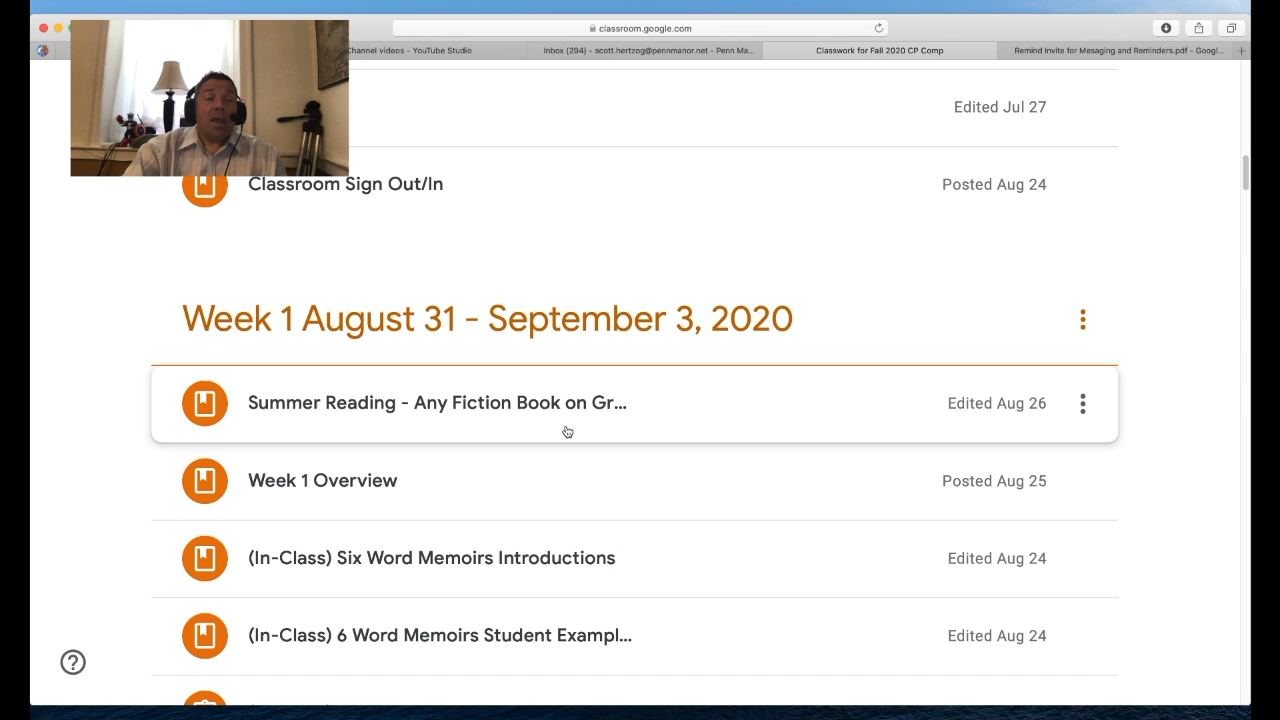 classroom.google.com
Channel videos - YouTube Studio
Inbox (294) - scott.hertzog@pennmanor.net - Penn Ma...
Classwork for Fall 2020 CP Comp
Remind Invite for Mesaging and Reminders.pdf - Googl...
Edited Jul 27
Classroom Sign Out/In
Posted Aug 24
Week 1 August 31 - September 3, 2020
Summer Reading - Any Fiction Book on Gr...
Edited Aug 26
Week 1 Overview
Posted Aug 25
(In-Class) Six Word Memoirs Introductions
Edited Aug 24
(In-Class) 6 Word Memoirs Student Exampl...
Edited Aug 24